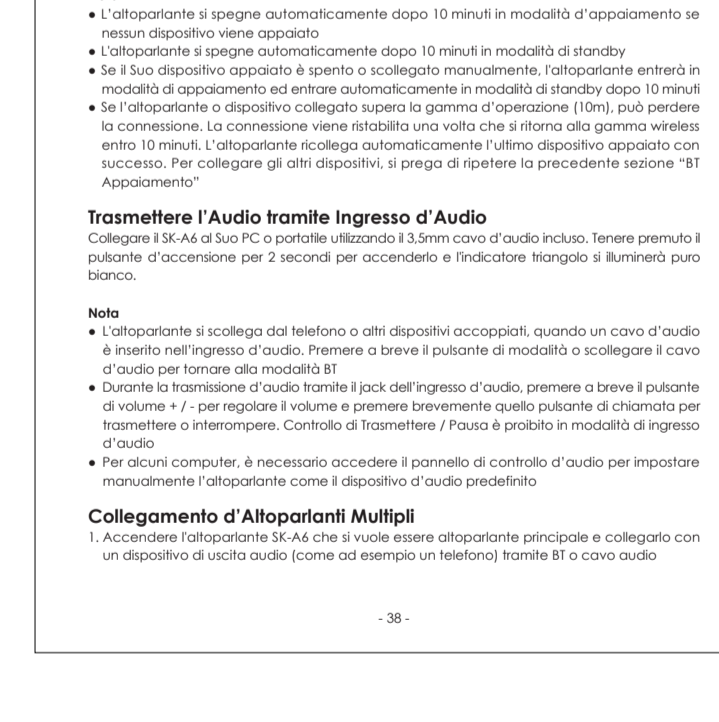 ● L’altoparlante si spegne automaticamente dopo 10 minuti in modalità d’appaiamento se
nessun dispositivo viene appaiato
● L'altoparlante si spegne automaticamente dopo 10 minuti in modalità di standby
● Se il Suo dispositivo appaiato è spento o scollegato manualmente, l'altoparlante entrerà in
modalità di appaiamento ed entrare automaticamente in modalità di standby dopo 10 minuti
● Se l’altoparlante o dispositivo collegato supera la gamma d’operazione (10m), può perdere
la connessione. La connessione viene ristabilita una volta che si ritorna alla gamma wireless
entro 10 minuti. L’altoparlante ricollega automaticamente l’ultimo dispositivo appaiato con
successo. Per collegare gli altri dispositivi, si prega di ripetere la precedente sezione “BT
Appaiamento”
Trasmettere l’Audio tramite Ingresso d’Audio
Collegare il SK-A6 al Suo PC o portatile utilizzando il 3,5mm cavo d’audio incluso. Tenere premuto il
pulsante d’accensione per 2 secondi per accenderlo e l'indicatore triangolo si illuminerà puro
bianco.
Nota
● L'altoparlante si scollega dal telefono o altri dispositivi accoppiati, quando un cavo d’audio
è inserito nell’ingresso d’audio. Premere a breve il pulsante di modalità o scollegare il cavo
d’audio per tornare alla modalità BT
● Durante la trasmissione d’audio tramite il jack dell’ingresso d’audio, premere a breve il pulsante
di volume + / - per regolare il volume e premere brevemente quello pulsante di chiamata per
trasmettere o interrompere. Controllo di Trasmettere / Pausa è proibito in modalità di ingresso
d’audio
● Per alcuni computer, è necessario accedere il pannello di controllo d’audio per impostare
manualmente l’altoparlante come il dispositivo d’audio predefinito
Collegamento d’Altoparlanti Multipli
1. Accendere l'altoparlante SK-A6 che si vuole essere altoparlante principale e collegarlo con
un dispositivo di uscita audio (come ad esempio un telefono) tramite BT o cavo audio
- 38 -